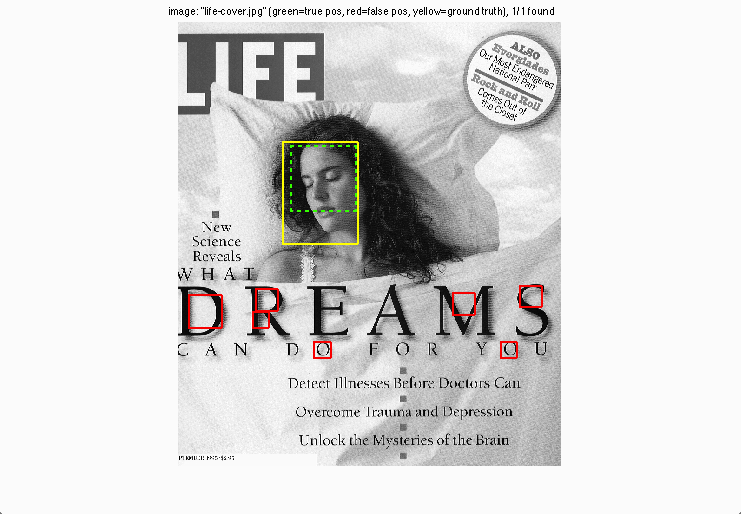 image: "life-cover.jpg" (green=true pos, red=false pos, yellow=ground truth), 1/1 found
LIFE
ALSO
Everglades
Our Most Endangered
National Park
Rock and Roll
Comes Out of
the Closet
New
Science
Reveals
WHAT
DREAMS
CAN DO FOR YOU
Detect Illnesses Before Doctors Can
Overcome Trauma and Depression
Unlock the Mysteries of the Brain